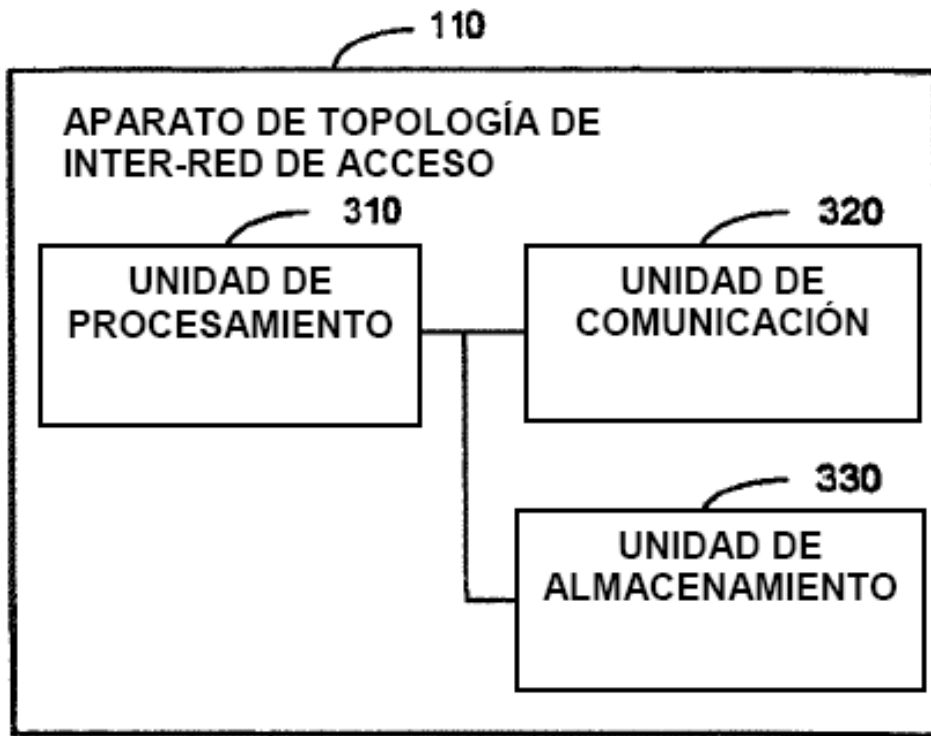 110
APARATO DE TOPOLOGÍA DE
INTER-RED DE ACCESO
310
UNIDAD DE
PROCESAMIENTO
320
UNIDAD DE
COMUNICACIÓN
330
UNIDAD DE
ALMACENAMIENTO